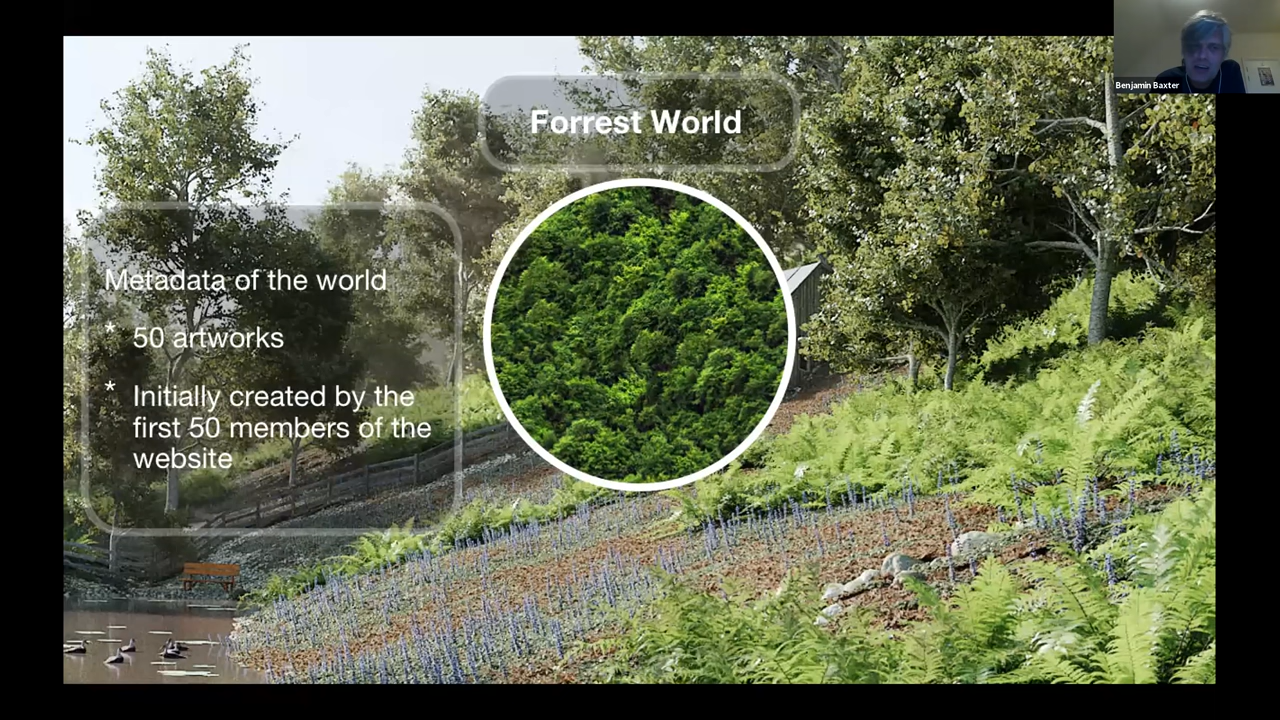 Benjamin Baxter
Forrest World
Metadata of the world
* 50 artworks
* Initially created by the
first 50 members of the
website